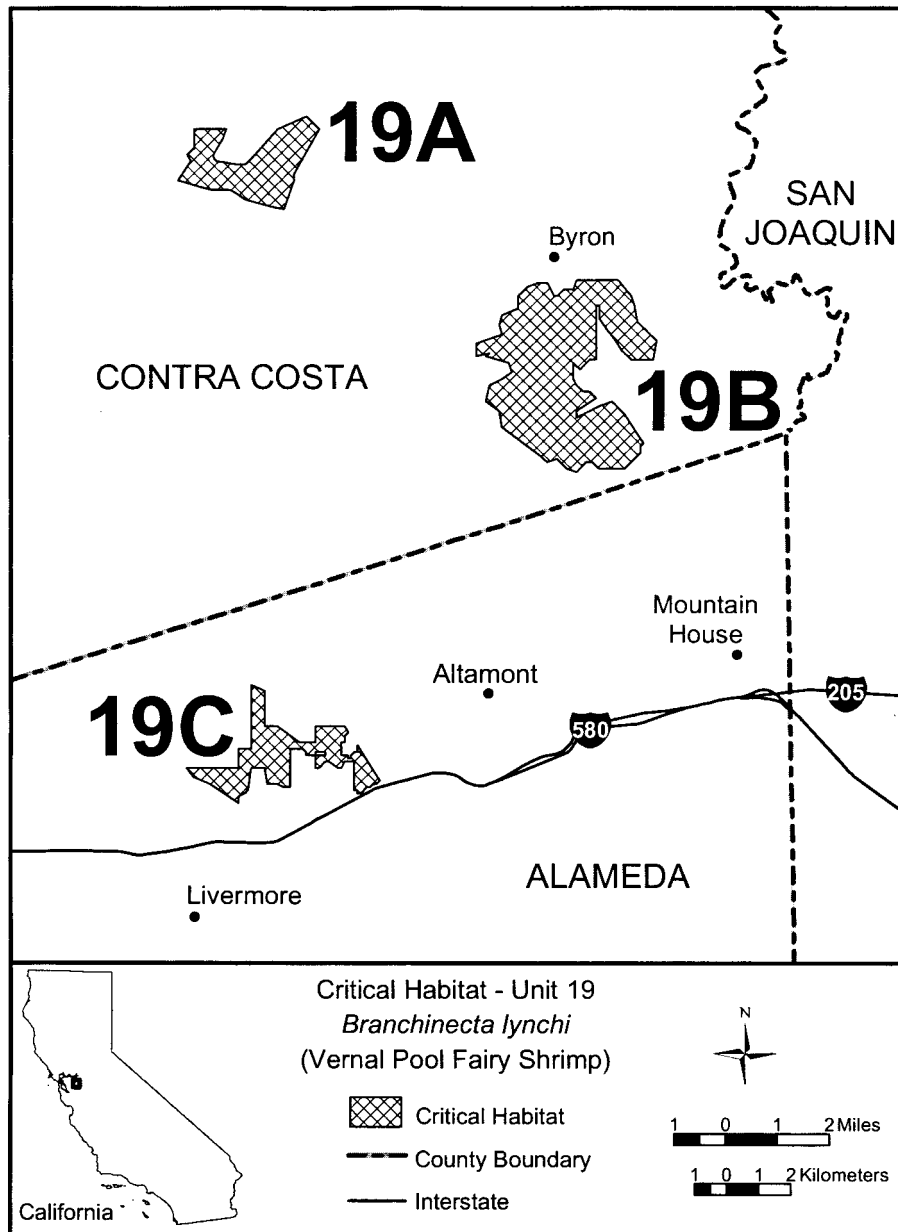 19A
SAN
JOAQUIN
Byron
CONTRA COSTA
19B
Mountain
House
Altamont
205
19C
580
ALAMEDA
Livermore
Critical Habitat - Unit 19
Branchinecta lynchi
(Vernal Pool Fairy Shrimp)
N
Critical Habitat
County Boundary
Interstate
1 0 1 2 Miles
1 0 1 2 Kilometers
California